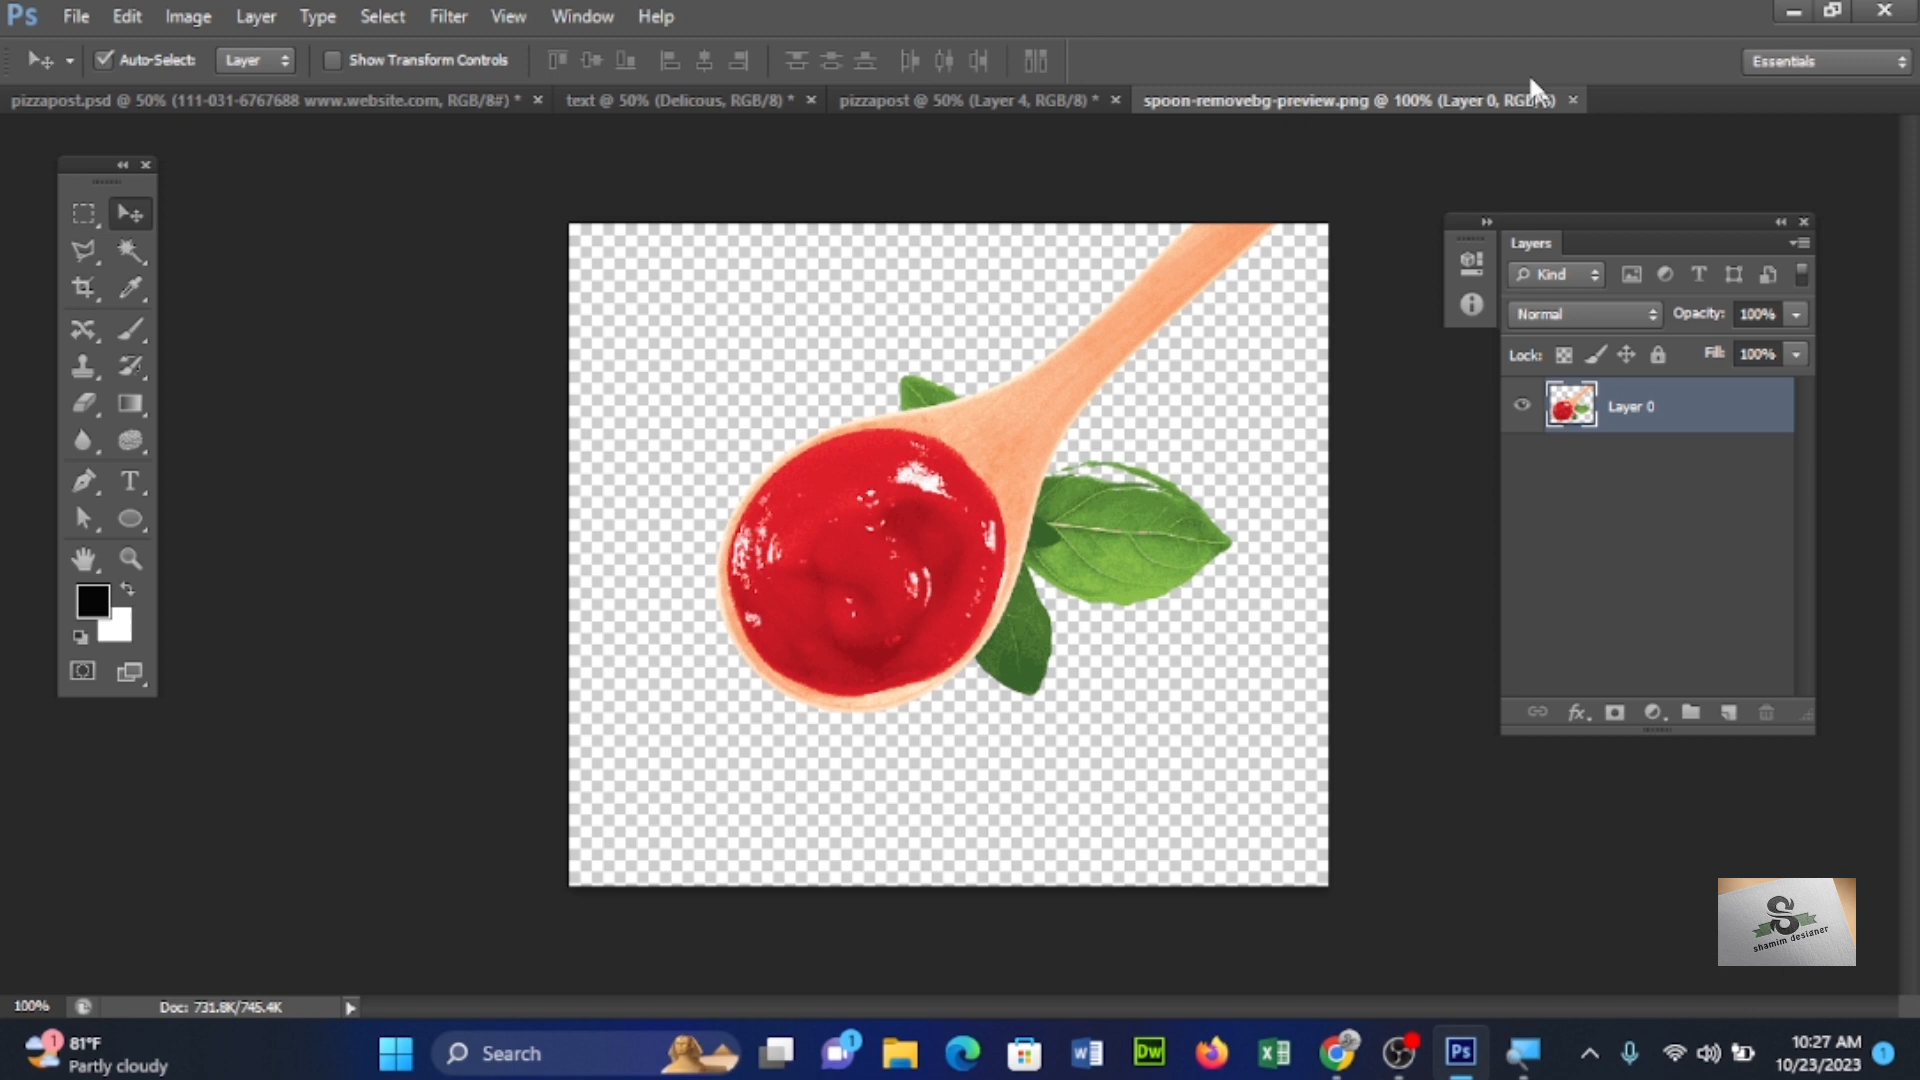 Ps File Edit Image Layer Type Select Filter View Window Help
Auto-Select: Layer Show Transform Controls Essentials
pizzapost.psd @ 50% (111-031-6767688 www.website.com, RGB/8#) * text @ 50% (Delicous, RGB/8) * pizzapost @ 50% (Layer 4, RGB/8) * spoon-removebg-preview.png @ 100% (Layer 0,
Layers
Kind
Normal Opacity: 100%
Lock: Fill: 100%
Layer 0
fx
S
shamim designer
100% Doc: 731.8K/745.4K
81°F
Partly cloudy
Search
Dw
Ps
10:27 AM
10/23/2023